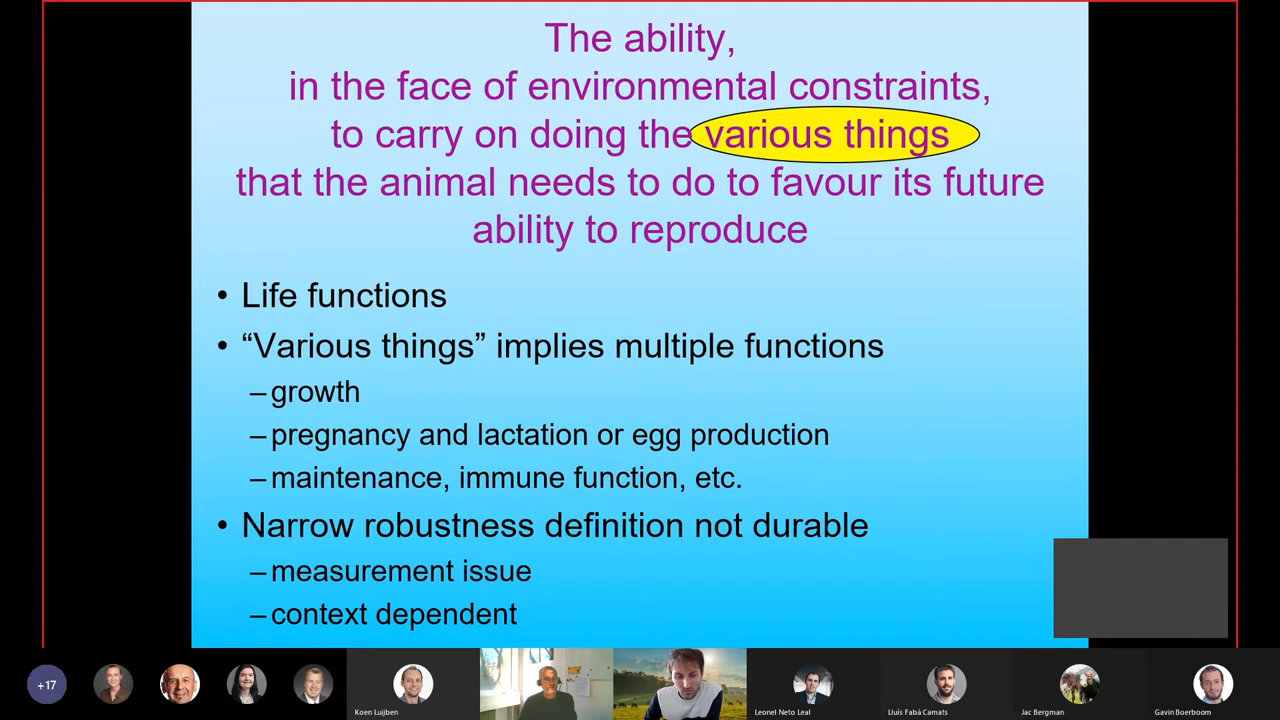 The ability,
in the face of environmental constraints,
to carry on doing the various things
that the animal needs to do to favour its future
ability to reproduce
• Life functions
• “Various things” implies multiple functions
– growth
– pregnancy and lactation or egg production
– maintenance, immune function, etc.
• Narrow robustness definition not durable
– measurement issue
– context dependent
+17
Koen Luijben
Leonel Neto Leal
Lluís Fabà Camats
Jac Bergman
Gavin Boerboom